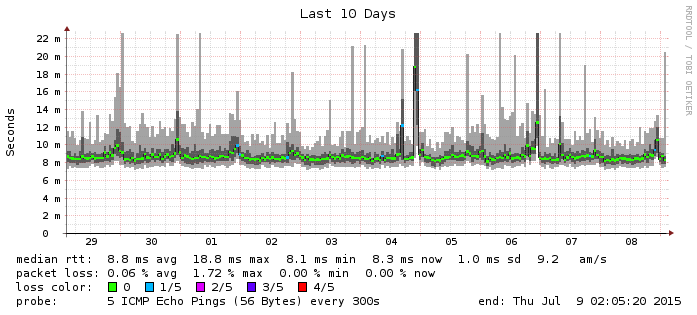 Last 10 Days
RRDTOOL / TOBI OETIKER
Seconds
22 m
20 m
18 m
16 m
14 m
12 m
10 m
8 m
6 m
4 m
2 m
0
29 30 01 02 03 04 05 06 07 08
median rtt: 8.8 ms avg 18.8 ms max 8.1 ms min 8.3 ms now 1.0 ms sd 9.2 am/s
packet loss: 0.06 % avg 1.72 % max 0.00 % min 0.00 % now
loss color: 0 1/5 2/5 3/5 4/5
probe: 5 ICMP Echo Pings (56 Bytes) every 300s end: Thu Jul 9 02:05:20 2015